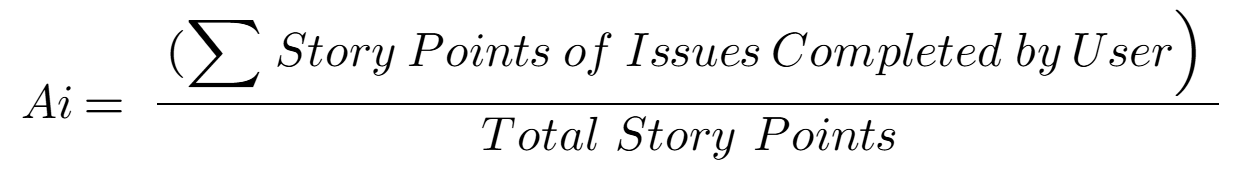 (∑ Story Points of Issues Completed by User)
Ai =
Total Story Points